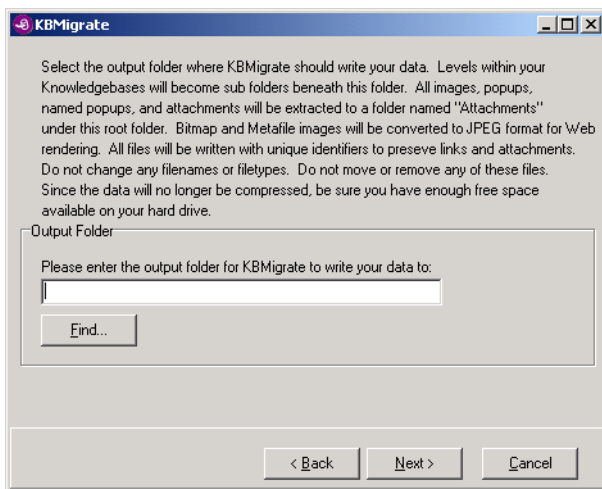 KBMigrate
Select the output folder where KBMigrate should write your data. Levels within your
Knowledgebases will become sub folders beneath this folder. All images, popups,
named popups, and attachments will be extracted to a folder named "Attachments"
under this root folder. Bitmap and Metafile images will be converted to JPEG format for Web
rendering. All files will be written with unique identifiers to preseve links and attachments.
Do not change any filenames or filetypes. Do not move or remove any of these files.
Since the data will no longer be compressed, be sure you have enough free space
available on your hard drive.
Output Folder
Please enter the output folder for KBMigrate to write your data to:
Find...
< Back Next > Cancel